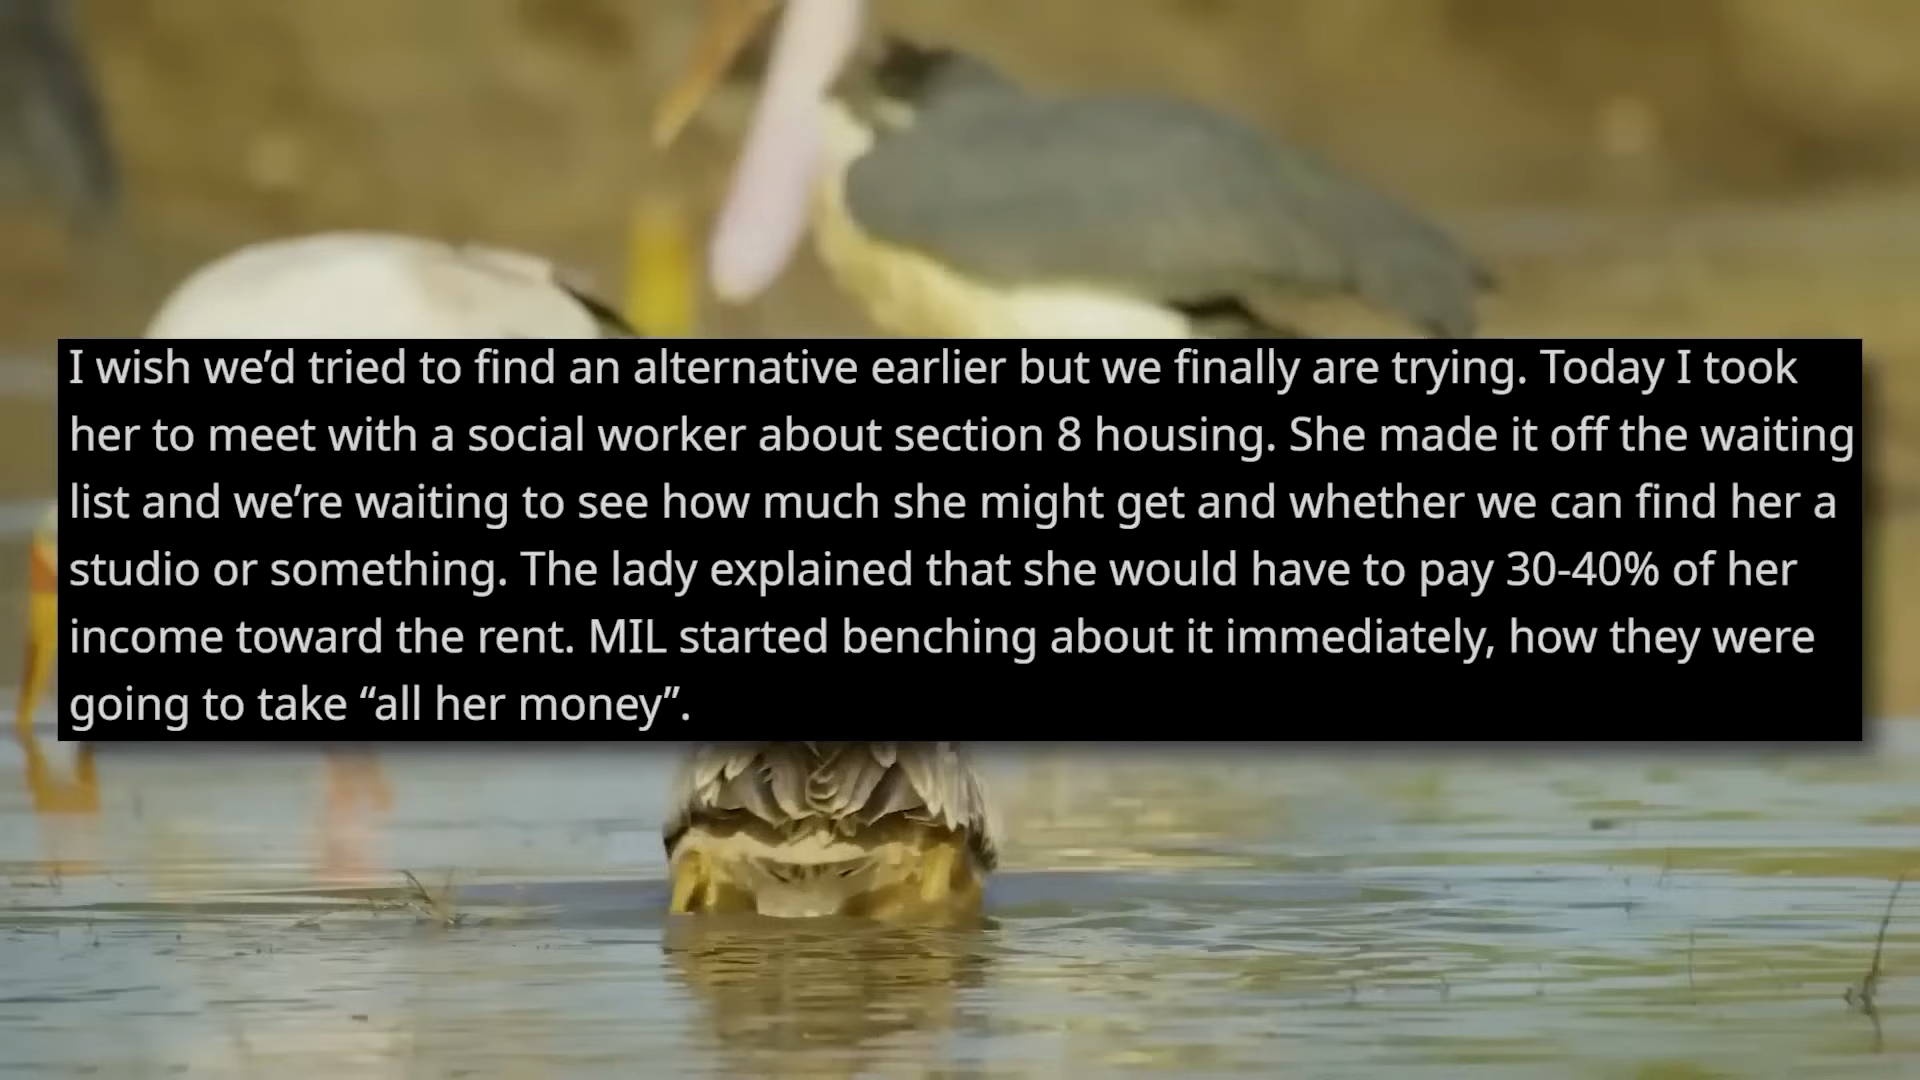 I wish we’d tried to find an alternative earlier but we finally are trying. Today I took
her to meet with a social worker about section 8 housing. She made it off the waiting
list and we’re waiting to see how much she might get and whether we can find her a
studio or something. The lady explained that she would have to pay 30-40% of her
income toward the rent. MIL started benching about it immediately, how they were
going to take “all her money”.